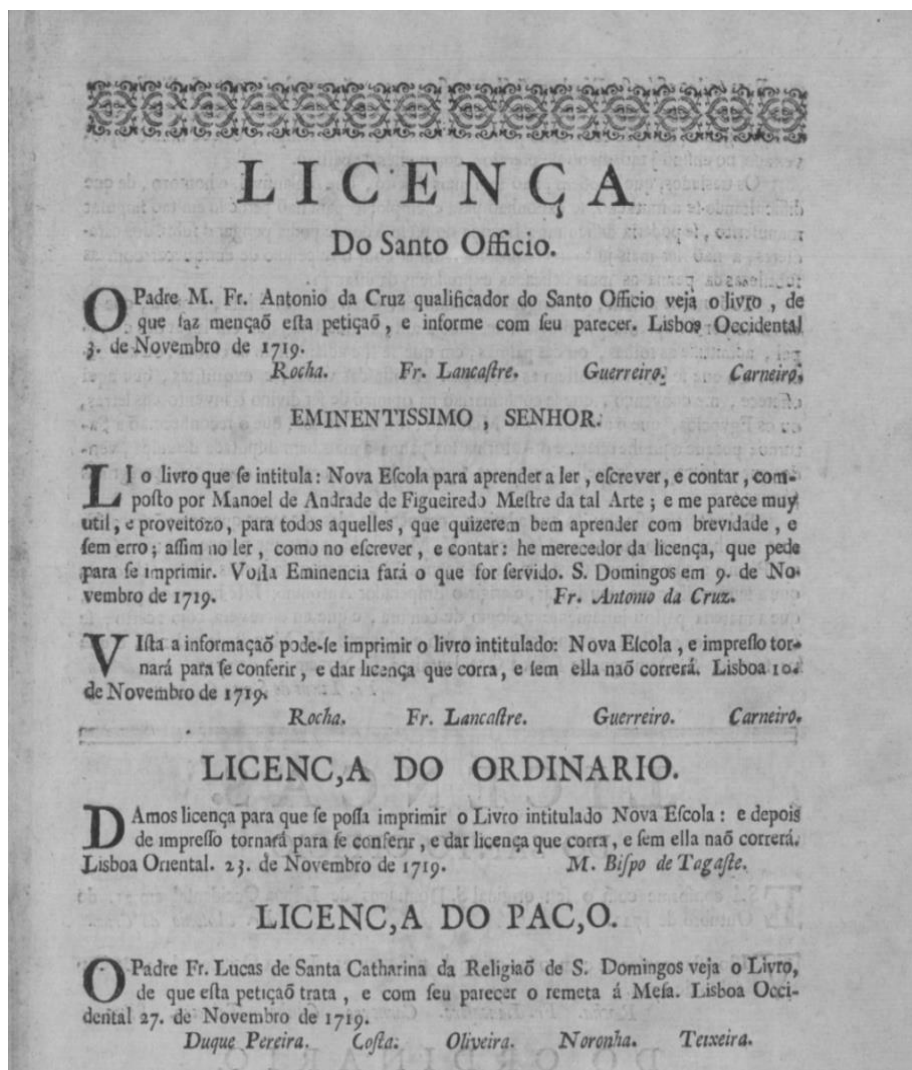 LICENÇA
Do Santo Officio.
O Padre M. Fr. Antonio da Cruz qualificador do Santo Officio veja o livro, de
que faz mençaõ eſta petiçaõ, e informe com ſeu parecer. Lisboa Occidental
3. de Novembro de 1719.
Rocha. Fr. Lancaſtre. Guerreiro. Carneiro.
EMINENTISSIMO, SENHOR.
LI o livro que ſe intitula: Nova Eſcola para aprender a ler, eſcrever, e contar, com-
poſto por Manoel de Andrade de Figueiredo Meſtre da tal Arte; e me parece muy
util, e proveitozo, para todos aquelles, que quizerem bem aprender com brevidade, e
ſem erro; aſſim no ler, como no eſcrever, e contar: he merecedor da licença, que pede
para ſe imprimir. Voſſa Eminencia fará o que for ſervido. S. Domingos em 9. de No-
vembro de 1719. Fr. Antonio da Cruz.
VIſta a informaçaõ póde-ſe imprimir o livro intitulado: Nova Eſcola, e impreſſo tor-
nará para ſe conferir, e dar licença que corra, e ſem ella naõ correrá. Lisboa 10.
de Novembro de 1719.
Rocha. Fr. Lancaſtre. Guerreiro. Carneiro.
LICENC,A DO ORDINARIO.
DAmos licença para que ſe poſſa imprimir o Livro intitulado Nova Eſcola: e depois
de impreſſo tornará para ſe conferir, e dar licença que corra, e ſem ella naõ correrá.
Lisboa Oriental. 23. de Novembro de 1719. M. Biſpo de Tagaſte.
LICENC,A DO PAC,O.
O Padre Fr. Lucas de Santa Catharina da Religiaõ de S. Domingos veja o Livro,
de que eſta petiçaõ trata, e com ſeu parecer o remeta á Meſa. Lisboa Occi-
dental 27. de Novembro de 1719.
Duque Pereira. Coſta. Oliveira. Noronha. Teixeira.